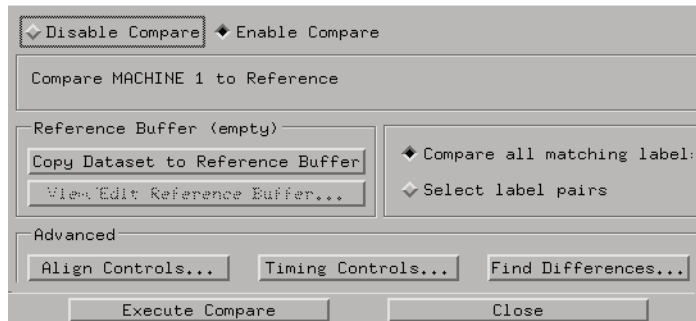 Disable Compare Enable Compare
Compare MACHINE 1 to Reference
Reference Buffer (empty)
Copy Dataset to Reference Buffer
View/Edit Reference Buffer...
Compare all matching label
Select label pairs
Advanced
Align Controls... Timing Controls... Find Differences...
Execute Compare Close